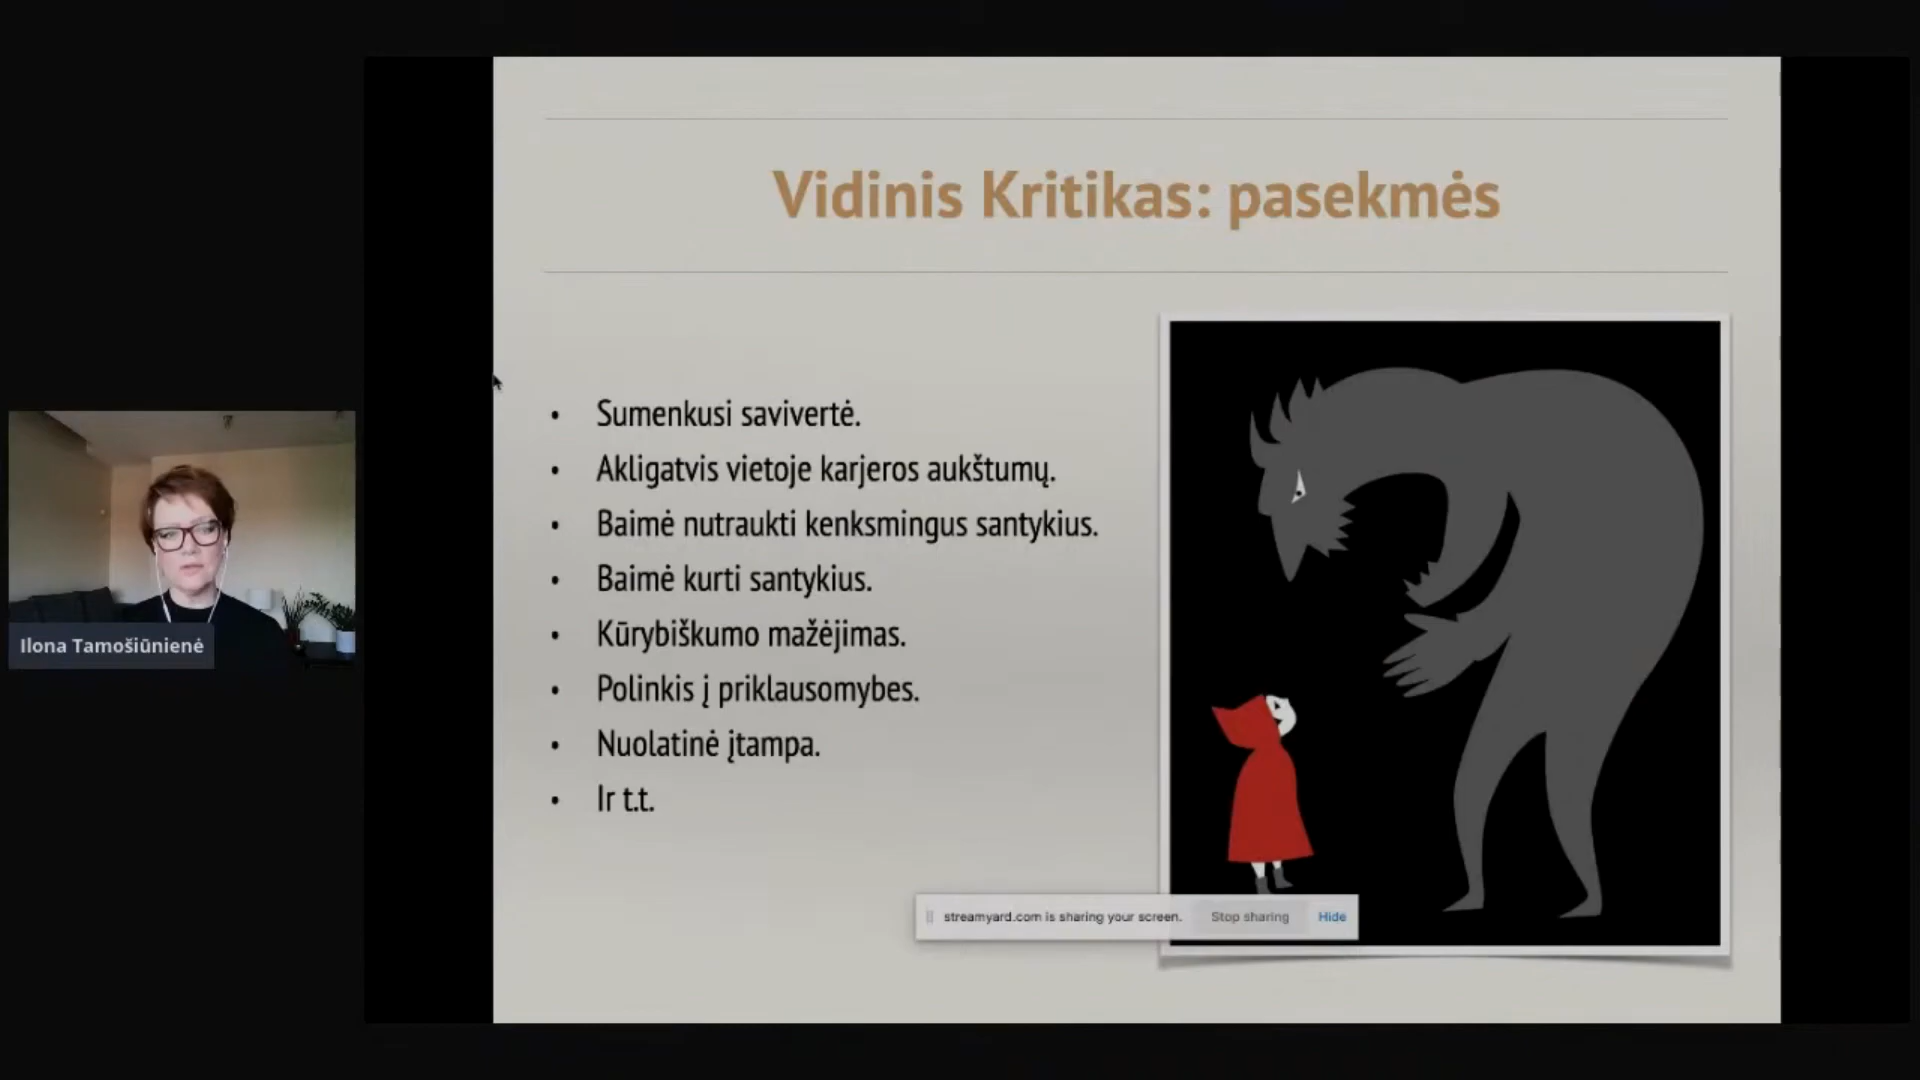 Vidinis Kritikas: pasekmės
• Sumenkusi savivertė.
• Akligatvis vietoje karjeros aukštumų.
• Baimė nutraukti kenksmingus santykius.
• Baimė kurti santykius.
• Kūrybiškumo mažėjimas.
• Polinkis į priklausomybes.
• Nuolatinė įtampa.
• Ir t.t.
Ilona Tamošiūnienė
streamyard.com is sharing your screen. Stop sharing Hide